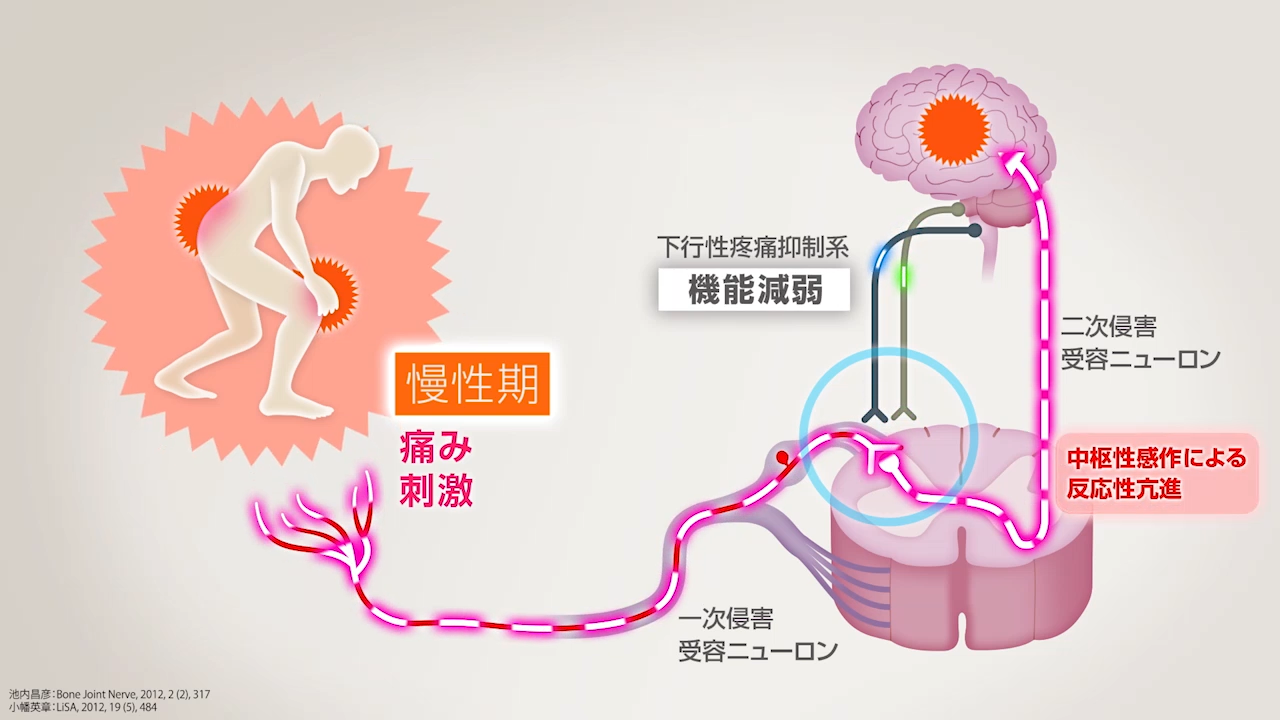 下行性疼痛抑制系
機能減弱
二次侵害
受容ニューロン
慢性期
痛み
刺激
中枢性感作による
反応性亢進
一次侵害
受容ニューロン
池内昌彦：Bone Joint Nerve, 2012, 2 (2), 317
小幡英章：LiSA, 2012, 19 (5), 484